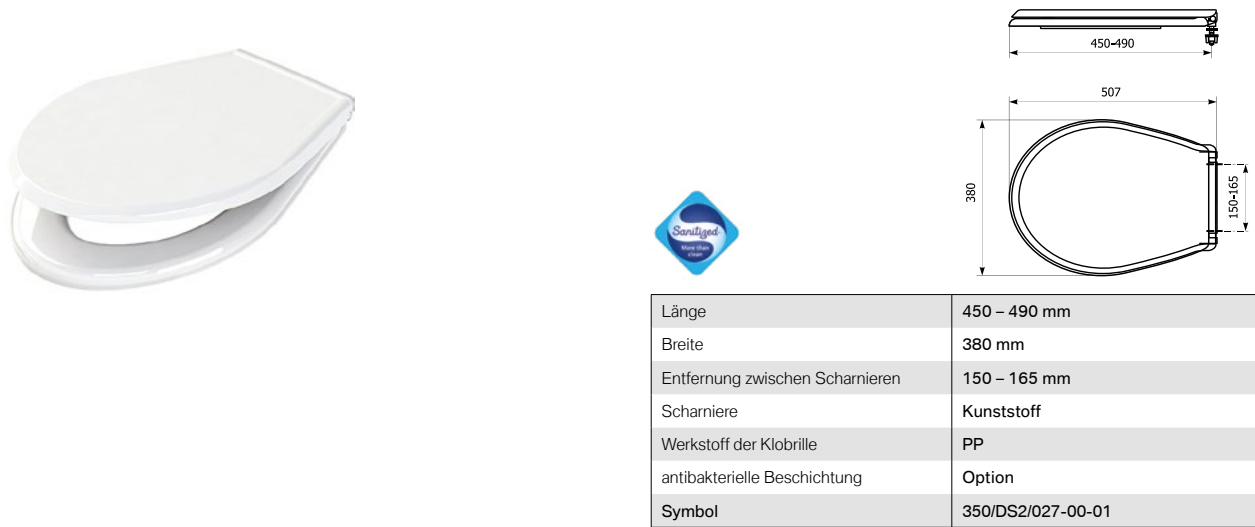 450-490
507
380
150-165
Sanitized
More than
clean
Länge 450 – 490 mm
Breite 380 mm
Entfernung zwischen Scharnieren 150 – 165 mm
Scharniere Kunststoff
Werkstoff der Klobrille PP
antibakterielle Beschichtung Option
Symbol 350/DS2/027-00-01